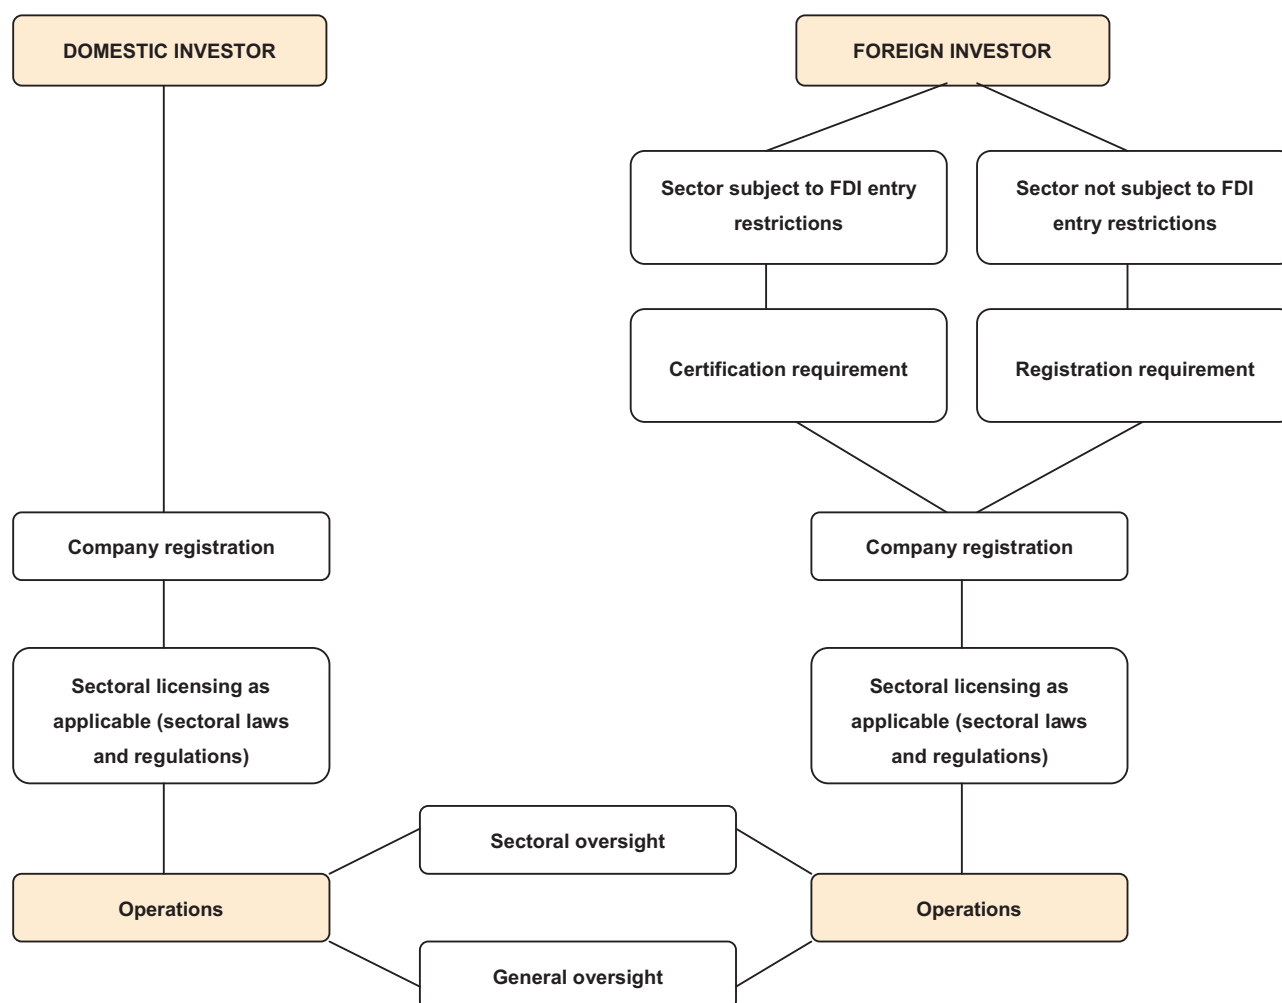 DOMESTIC INVESTOR
FOREIGN INVESTOR
Sector subject to FDI entry
restrictions
Sector not subject to FDI
entry restrictions
Certification requirement
Registration requirement
Company registration
Company registration
Sectoral licensing as
applicable (sectoral laws
and regulations)
Sectoral licensing as
applicable (sectoral laws
and regulations)
Sectoral oversight
Operations
Operations
General oversight